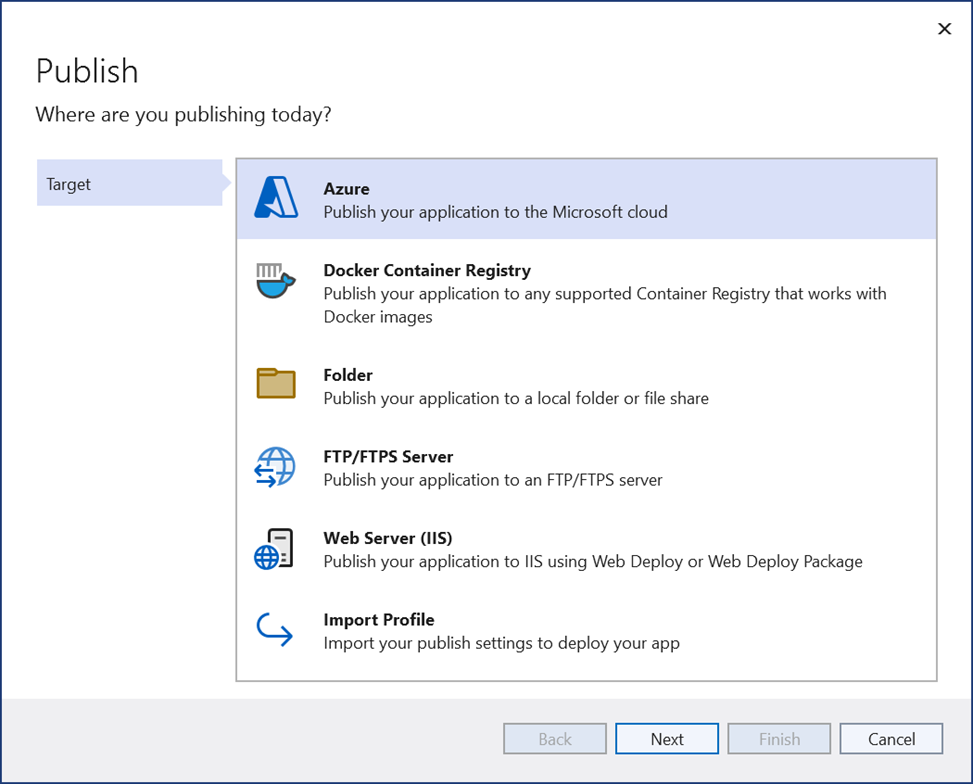 Publish
Where are you publishing today?
Target
Azure
Publish your application to the Microsoft cloud
Docker Container Registry
Publish your application to any supported Container Registry that works with
Docker images
Folder
Publish your application to a local folder or file share
FTP/FTPS Server
Publish your application to an FTP/FTPS server
Web Server (IIS)
Publish your application to IIS using Web Deploy or Web Deploy Package
Import Profile
Import your publish settings to deploy your app
Back
Next
Finish
Cancel